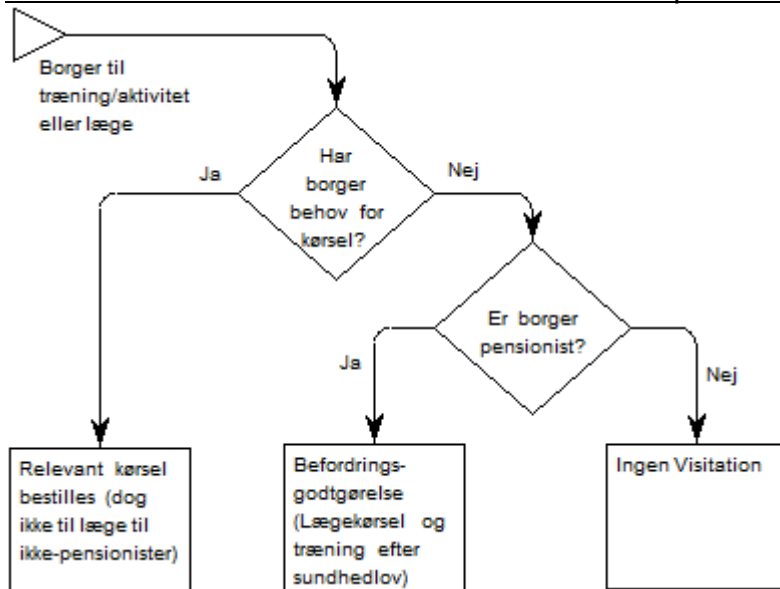 Borger til
træning/aktivitet
eller læge
Har
borger
behov for
kørsel?
Ja
Nej
Er borger
pensionist?
Ja
Nej
Relevant kørsel
bestilles (dog
ikke til læge til
ikke-pensionister)
Befordrings-
godtgørelse
(Lægekørsel og
træning efter
sundhedlov)
Ingen Visitation